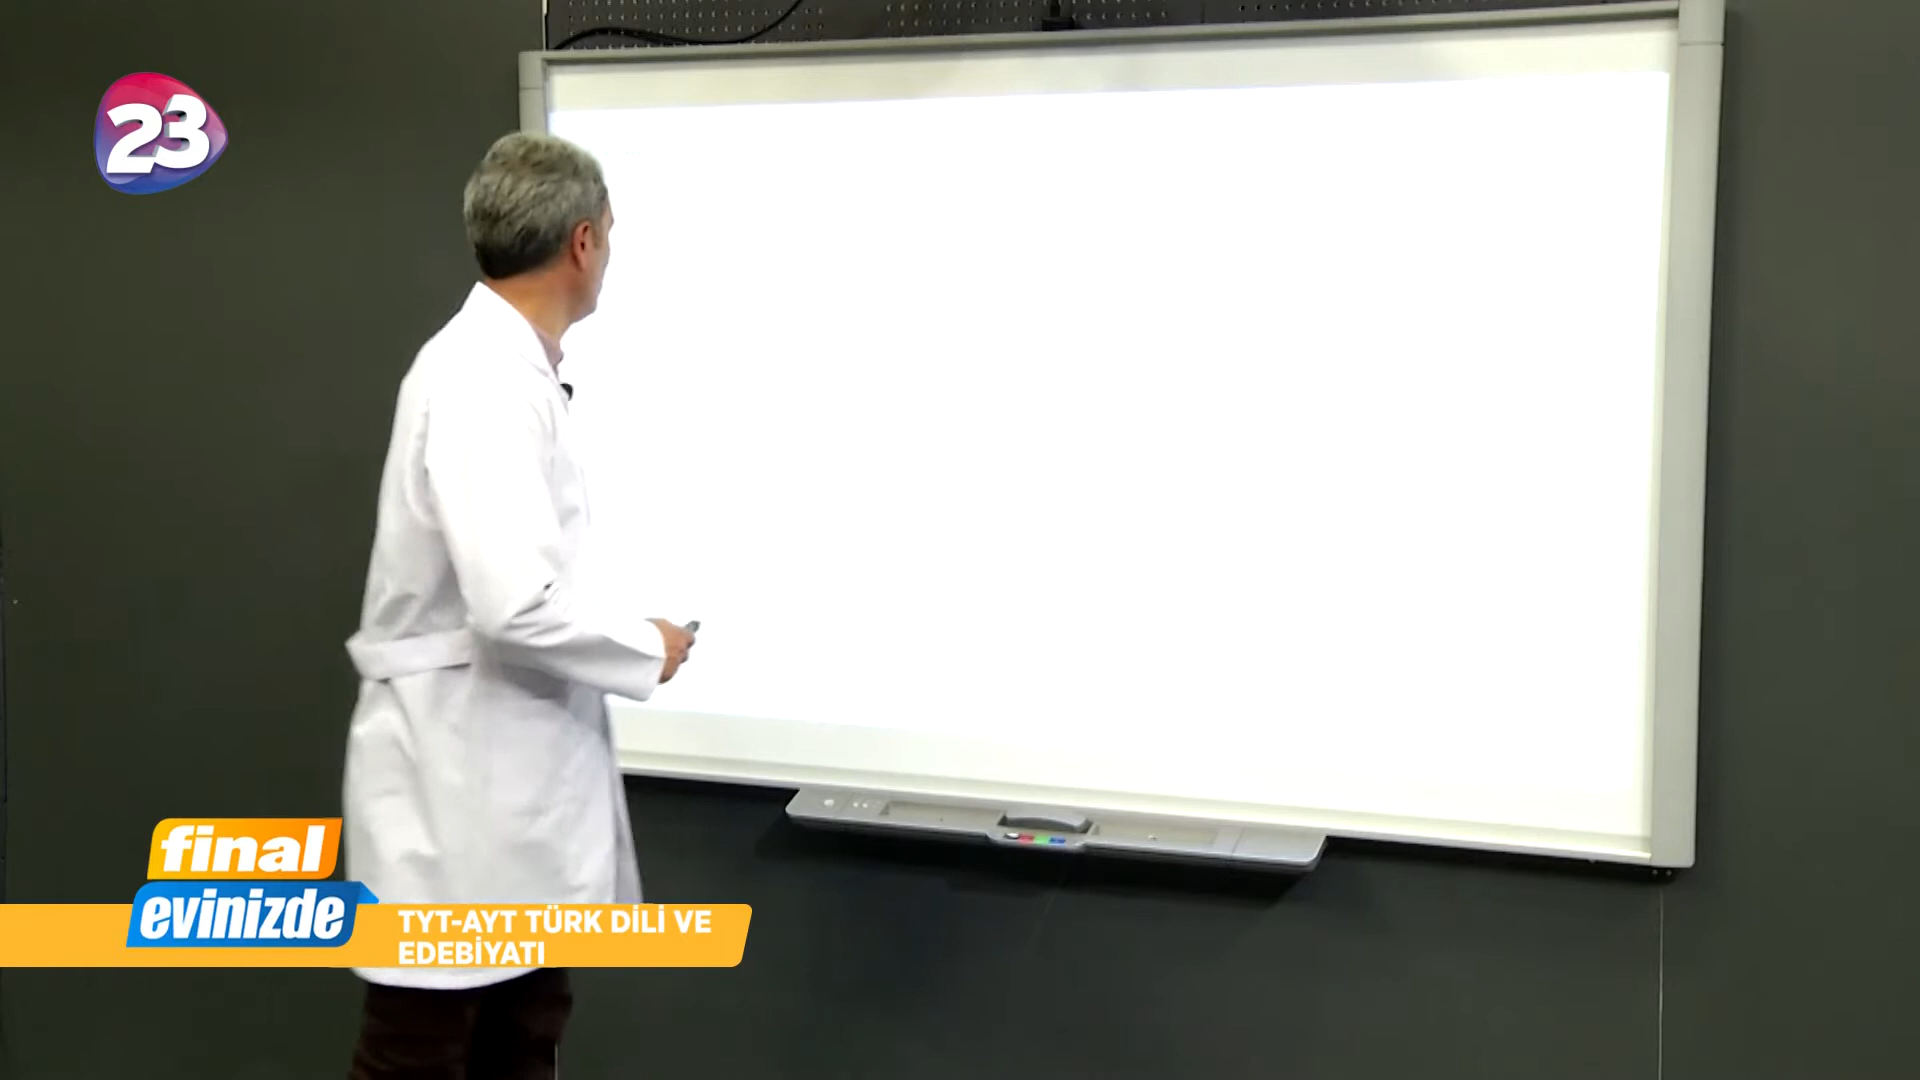 23
final
evinizde
TYT-AYT TÜRK DİLİ VE
EDEBİYATI